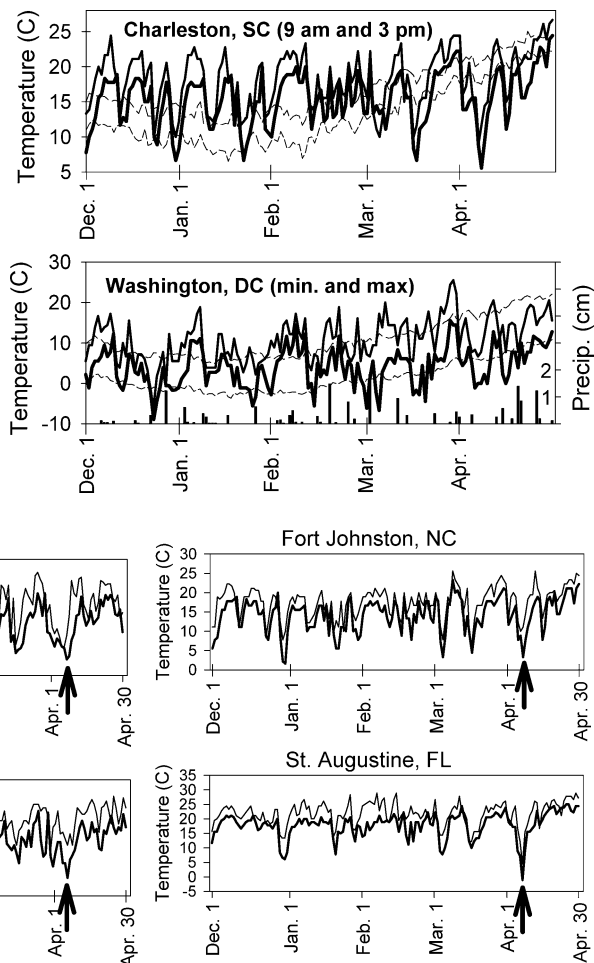 Charleston, SC (9 am and 3 pm)
Temperature (C)
25
20
15
10
5
Dec. 1
Jan. 1
Feb. 1
Mar. 1
Apr. 1
Washington, DC (min. and max)
Temperature (C)
30
20
10
0
-10
Precip. (cm)
2
1
Dec. 1
Jan. 1
Feb. 1
Mar. 1
Apr. 1
Apr. 1
Apr. 30
Fort Johnston, NC
Temperature (C)
30
25
20
15
10
5
0
Dec. 1
Jan. 1
Feb. 1
Mar. 1
Apr. 1
Apr. 30
Apr. 1
Apr. 30
St. Augustine, FL
Temperature (C)
35
30
25
20
15
10
5
0
-5
Dec. 1
Jan. 1
Feb. 1
Mar. 1
Apr. 1
Apr. 30